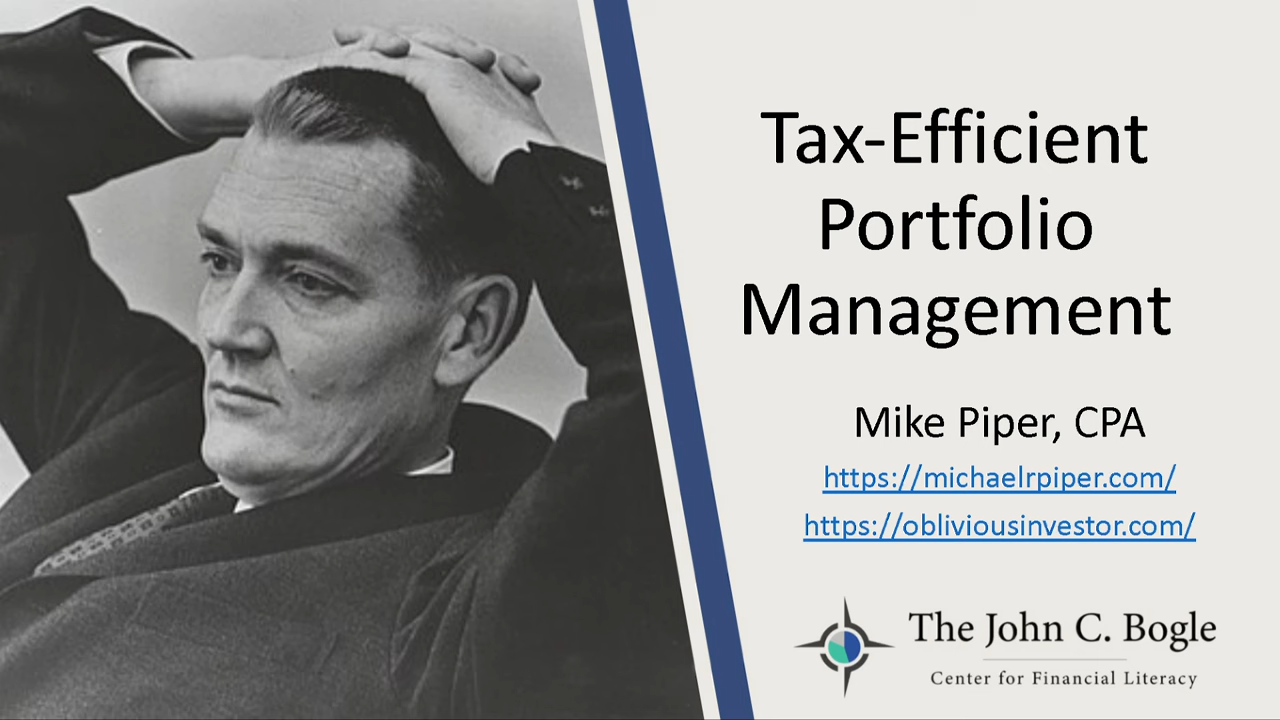 Tax-Efficient
Portfolio
Management
Mike Piper, CPA
https://michaelrpiper.com/
https://obliviousinvestor.com/
The John C. Bogle
Center for Financial Literacy